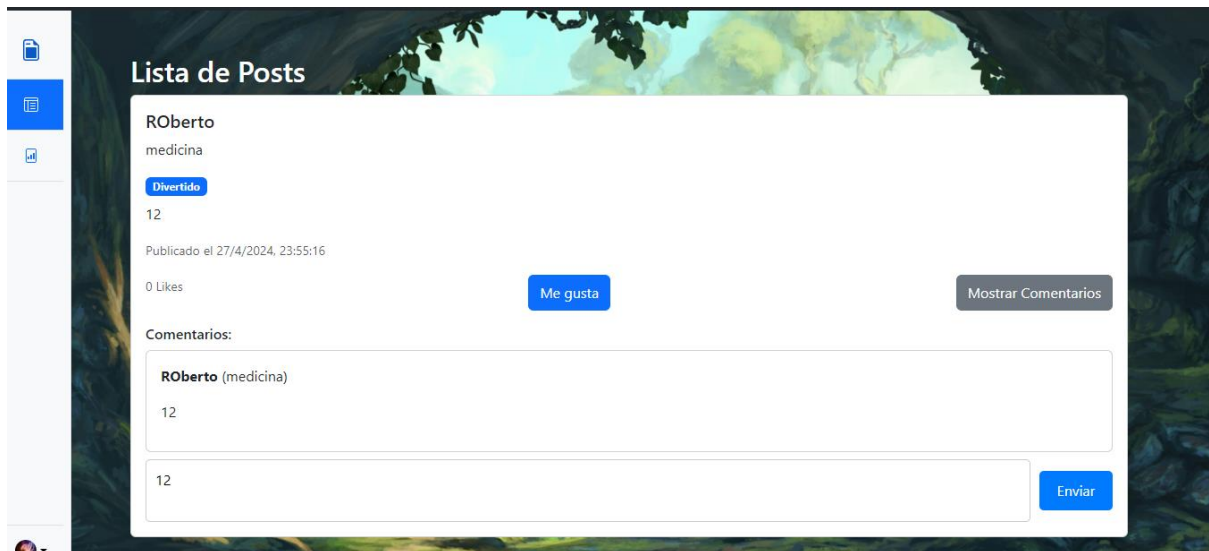 Lista de Posts
ROberto
medicina
Divertido
12
Publicado el 27/4/2024, 23:55:16
0 Likes
Me gusta
Mostrar Comentarios
Comentarios:
ROberto (medicina)
12
12
Enviar